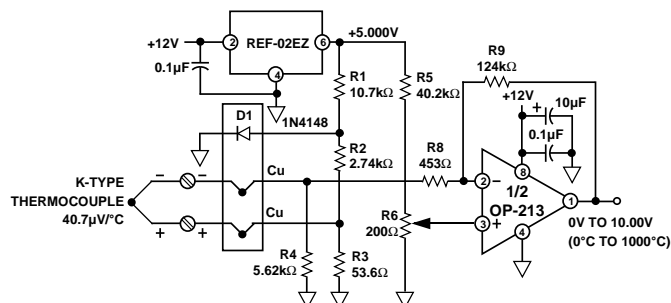 +12V
2
REF-02EZ
6
+5.000V
4
0.1μF
R1
10.7kΩ
R5
40.2kΩ
R9
124kΩ
+12V
+
10μF
0.1μF
D1
1N4148
R2
2.74kΩ
Cu
R8
453Ω
8
2
−
1/2
OP-213
1
3
+
4
K-TYPE
THERMOCOUPLE
40.7μV/°C
−
−
+
+
Cu
R6
200Ω
R4
5.62kΩ
R3
53.6Ω
0V TO 10.00V
(0°C TO 1000°C)